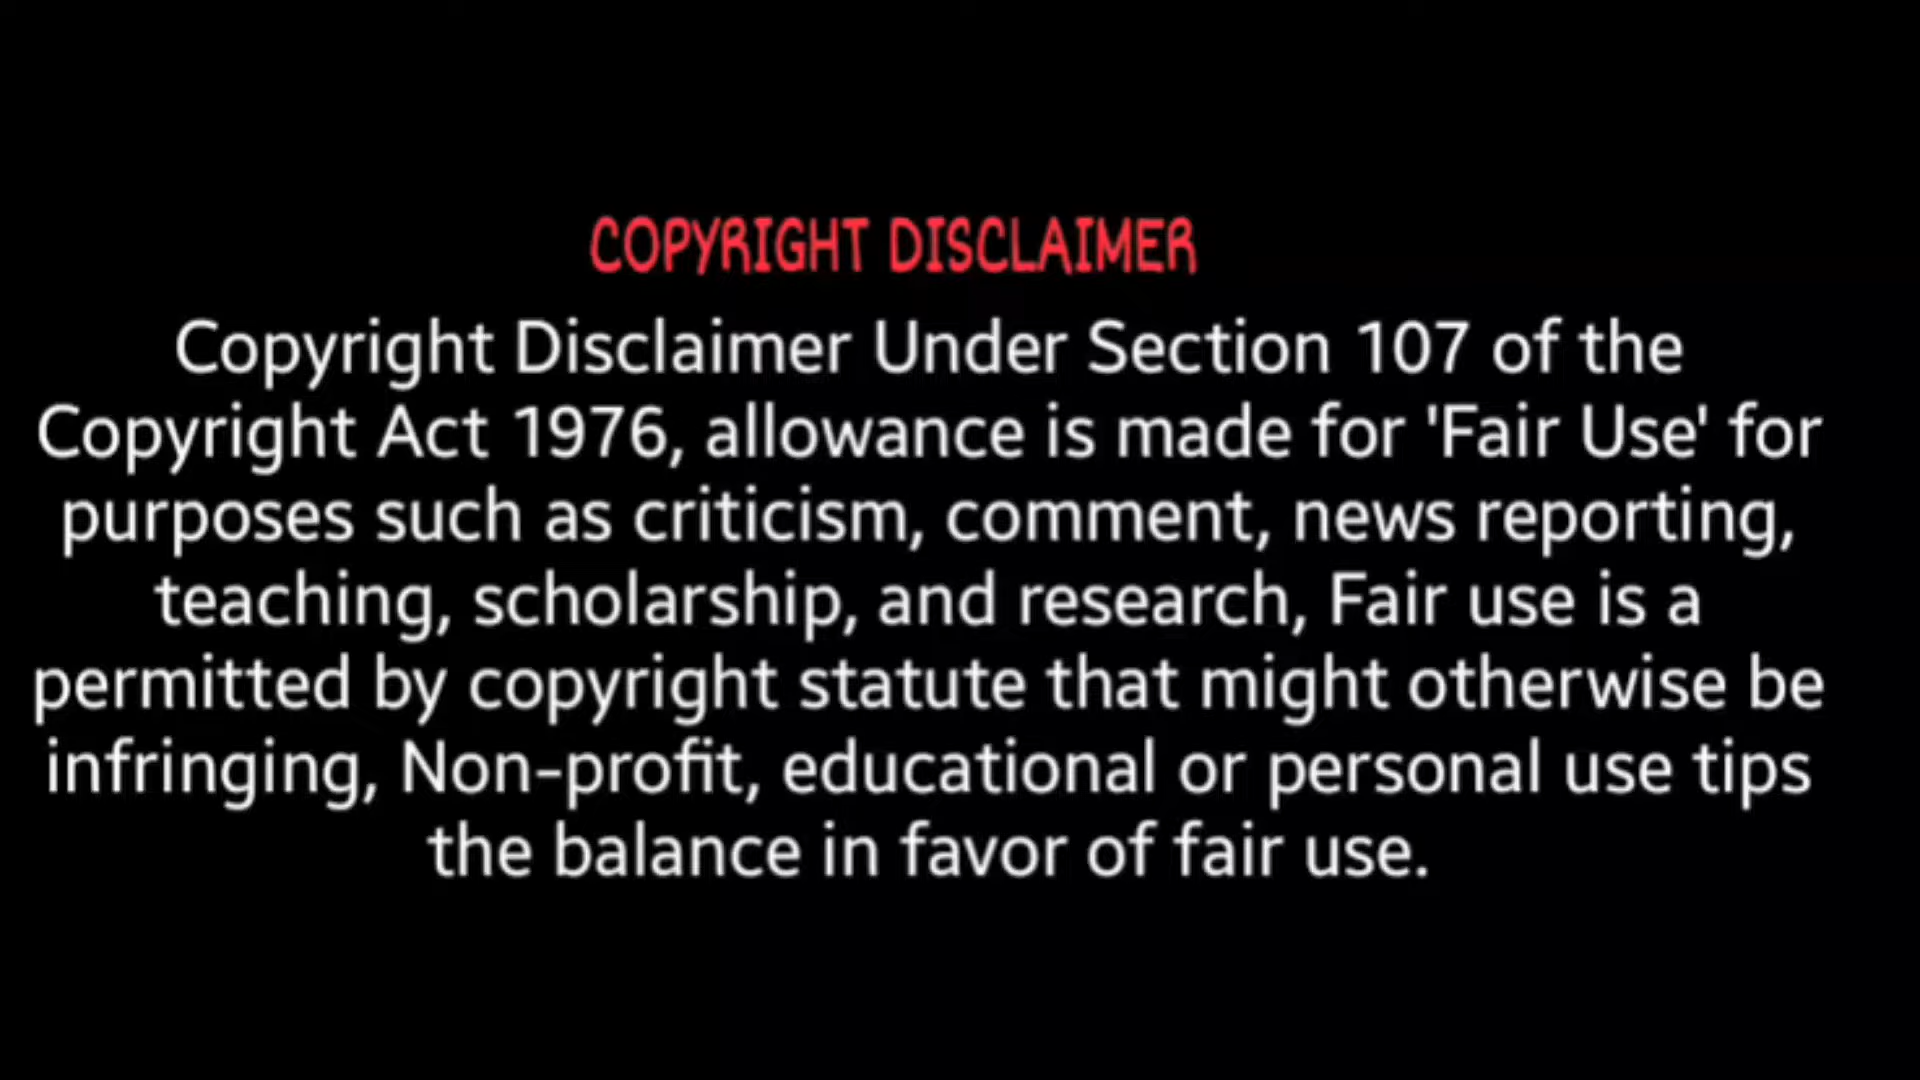 COPYRIGHT DISCLAIMER
Copyright Disclaimer Under Section 107 of the
Copyright Act 1976, allowance is made for 'Fair Use' for
purposes such as criticism, comment, news reporting,
teaching, scholarship, and research, Fair use is a
permitted by copyright statute that might otherwise be
infringing, Non-profit, educational or personal use tips
the balance in favor of fair use.